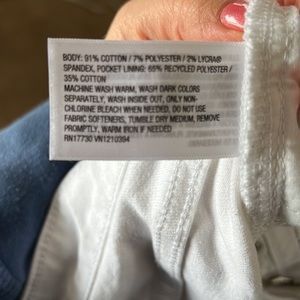 BODY: 91% COTTON / 7% POLYESTER / 2% LYCRA®
SPANDEX, POCKET LINING: 65% RECYCLED POLYESTER /
35% COTTON
MACHINE WASH WARM, WASH DARK COLORS
SEPARATELY, WASH INSIDE OUT, ONLY NON-
CHLORINE BLEACH WHEN NEEDED, DO NOT USE
FABRIC SOFTENERS, TUMBLE DRY MEDIUM, REMOVE
PROMPTLY, WARM IRON IF NEEDED
RN17730 VN1210394